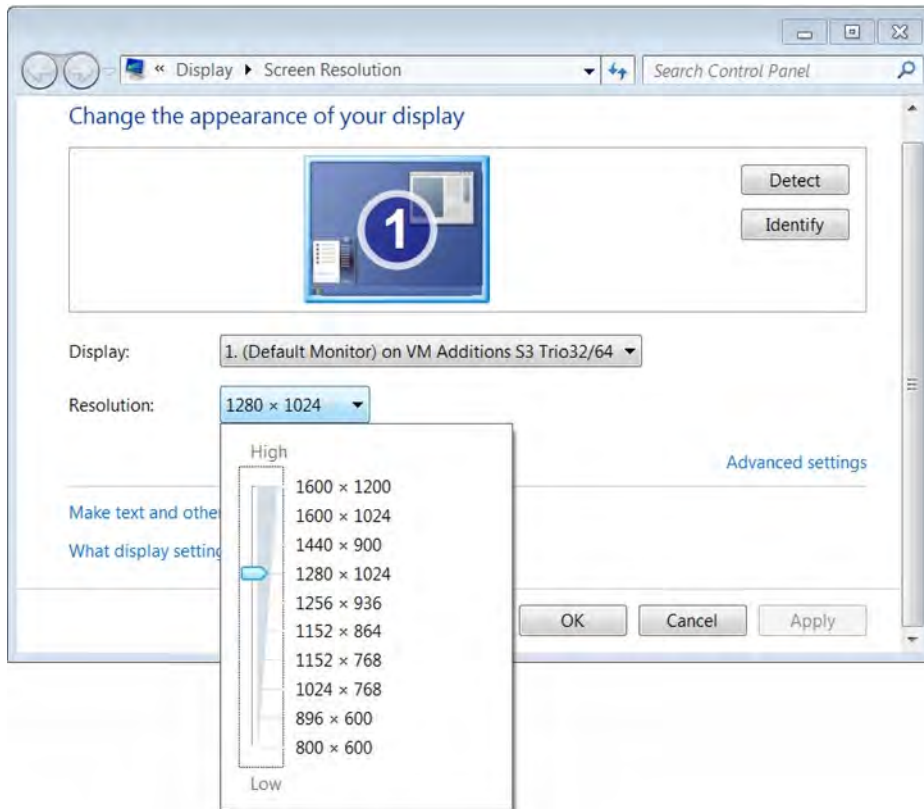 « Display ▸ Screen Resolution
Search Control Panel
Change the appearance of your display
1
Detect
Identify
Display: 1. (Default Monitor) on VM Additions S3 Trio32/64
Resolution: 1280 × 1024
High
Advanced settings
1600 × 1200
Make text and othe
1600 × 1024
1440 × 900
What display setting
1280 × 1024
1256 × 936
1152 × 864
1152 × 768
1024 × 768
896 × 600
800 × 600
Low
OK Cancel Apply